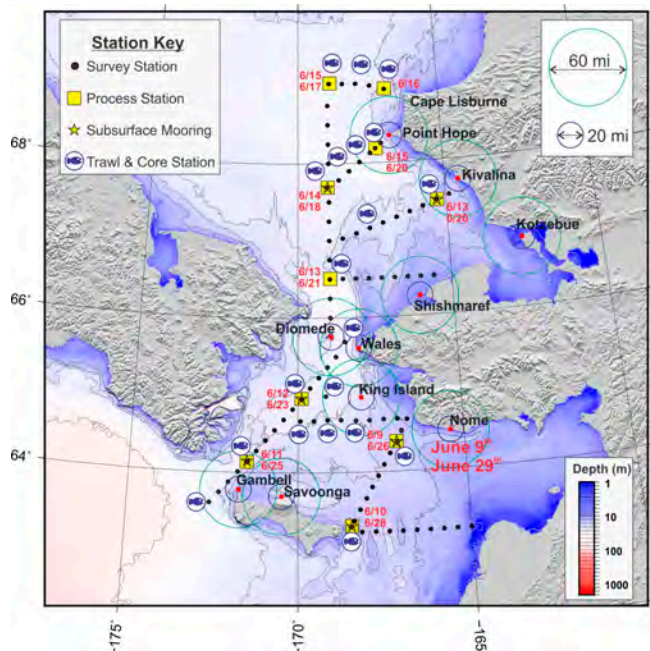 Station Key
Survey Station
Process Station
Subsurface Mooring
Trawl & Core Station
60 mi
20 mi
6/15
6/17
6/16
Cape Lisburne
68°
Point Hope
6/15
6/20
Kivalina
6/14
6/18
6/13
6/20
Kotzebue
6/13
6/21
66°
Shishmaref
Diomede
Wales
6/12
6/23
King Island
Nome
6/9
6/26
June 9th
June 29th
64°
6/11
6/25
Gambell
Savoonga
6/10
6/28
Depth (m)
1
10
100
1000
-175°
-170°
-165°